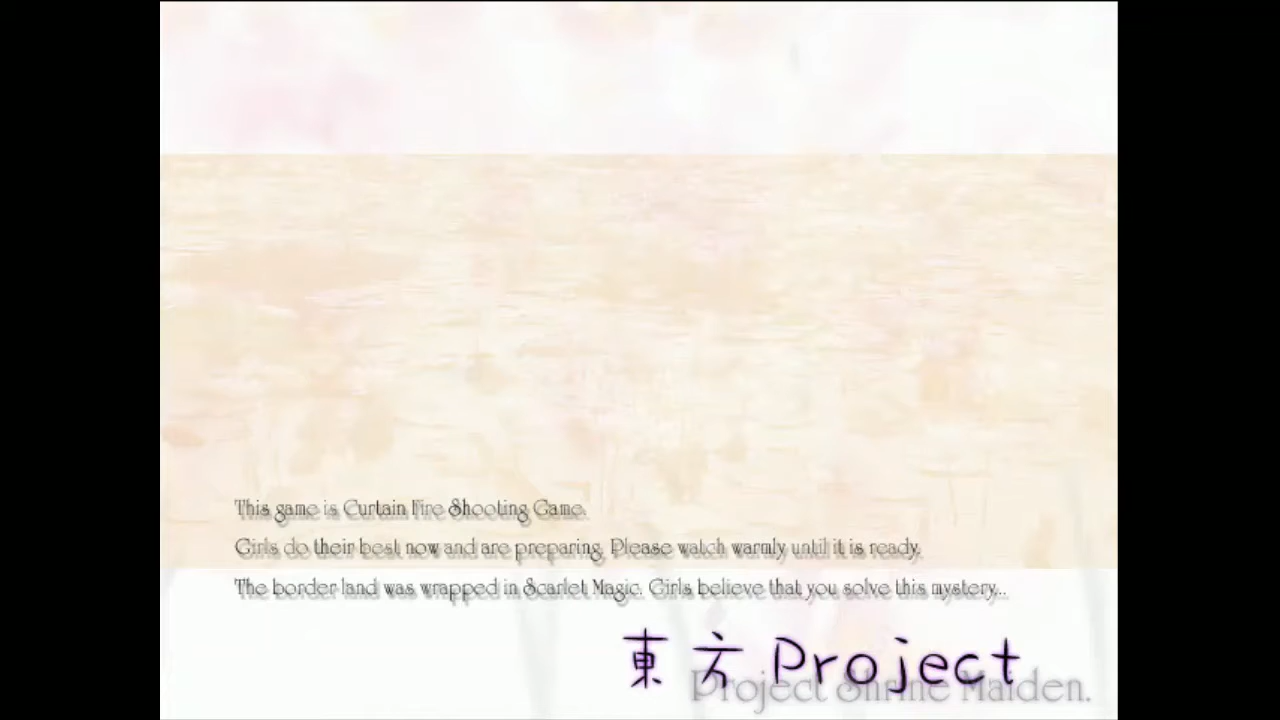 This game is Curtain Fire Shooting Game.
Girls do their best now and are preparing. Please watch warmly until it is ready.
The border land was wrapped in Scarlet Magic. Girls believe that you solve this mystery...
東方Project
Project Shrine Maiden.